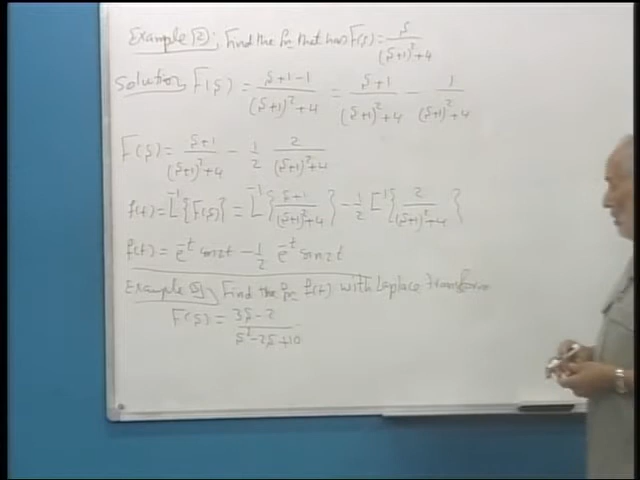 Example (2): Find the fn that has F(s) = s/((s+1)²+4)
Solution F(s) = (s+1-1)/((s+1)²+4) = (s+1)/((s+1)²+4) - 1/((s+1)²+4)
F(s) = (s+1)/((s+1)²+4) - 1/2 2/((s+1)²+4)
f(t) = L⁻¹{F(s)} = L⁻¹{(s+1)/((s+1)²+4)} - 1/2 L⁻¹{2/((s+1)²+4)}
f(t) = e⁻ᵗ cos2t - 1/2 e⁻ᵗ sin2t
Example Find the fn f(t) with Laplace transform
F(s) = (3s-2)/(s²-2s+10)